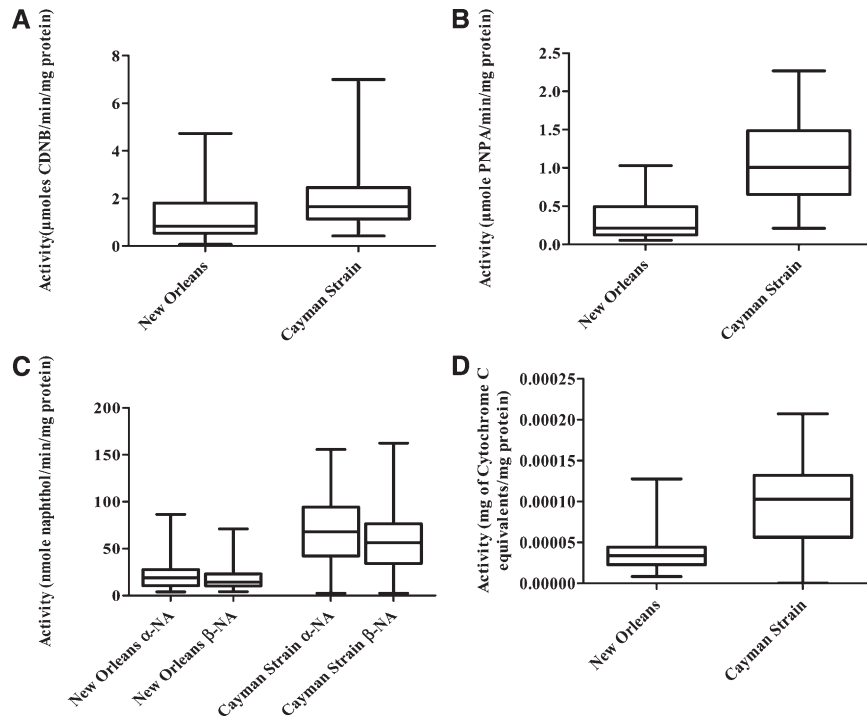 A
Activity(μmoles CDNB/min/mg protein)
8
6
4
2
0
New Orleans
Cayman Strain
B
Activity (μmole PNPA/min/mg protein)
2.5
2.0
1.5
1.0
0.5
0.0
New Orleans
Cayman Strain
C
Activity (nmole naphthol/min/mg protein)
200
150
100
50
0
New Orleans α-NA
New Orleans β-NA
Cayman Strain α-NA
Cayman Strain β-NA
D
Activity (mg of Cytochrome C
equivalents/mg protein)
0.00025
0.00020
0.00015
0.00010
0.00005
0.00000
New Orleans
Cayman Strain